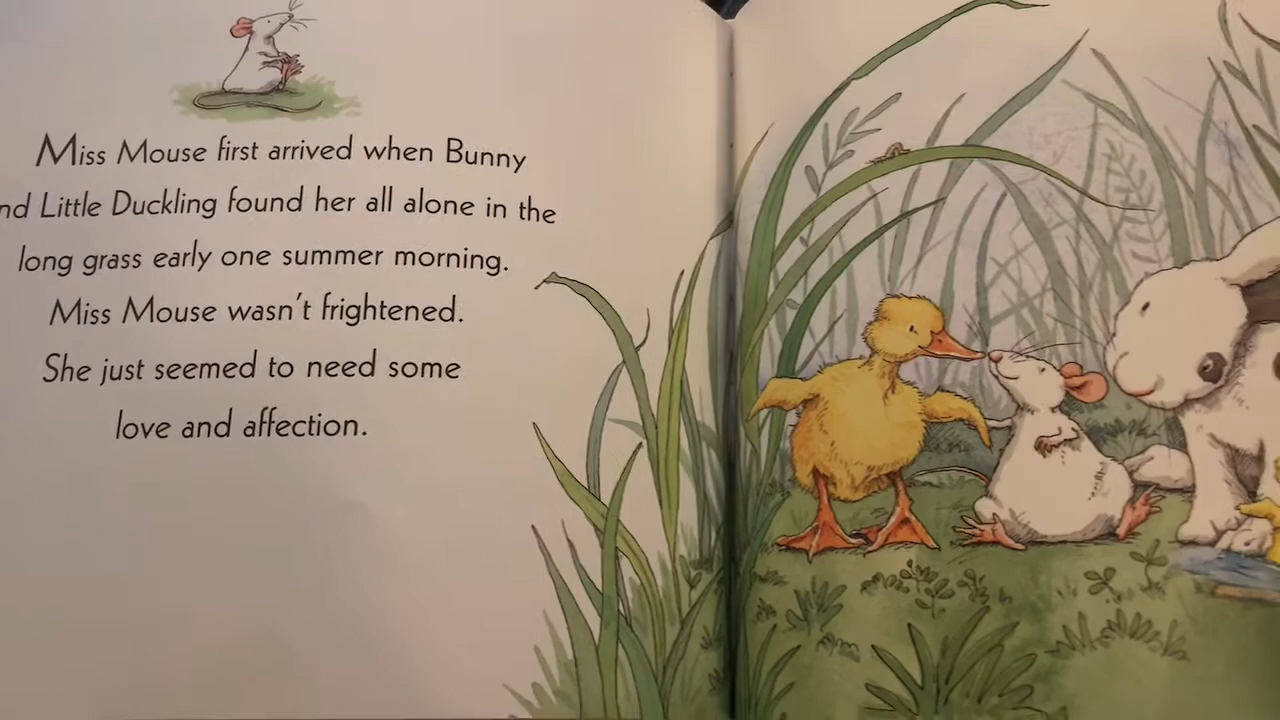 Miss Mouse first arrived when Bunny
nd Little Duckling found her all alone in the
long grass early one summer morning.
Miss Mouse wasn't frightened.
She just seemed to need some
love and affection.